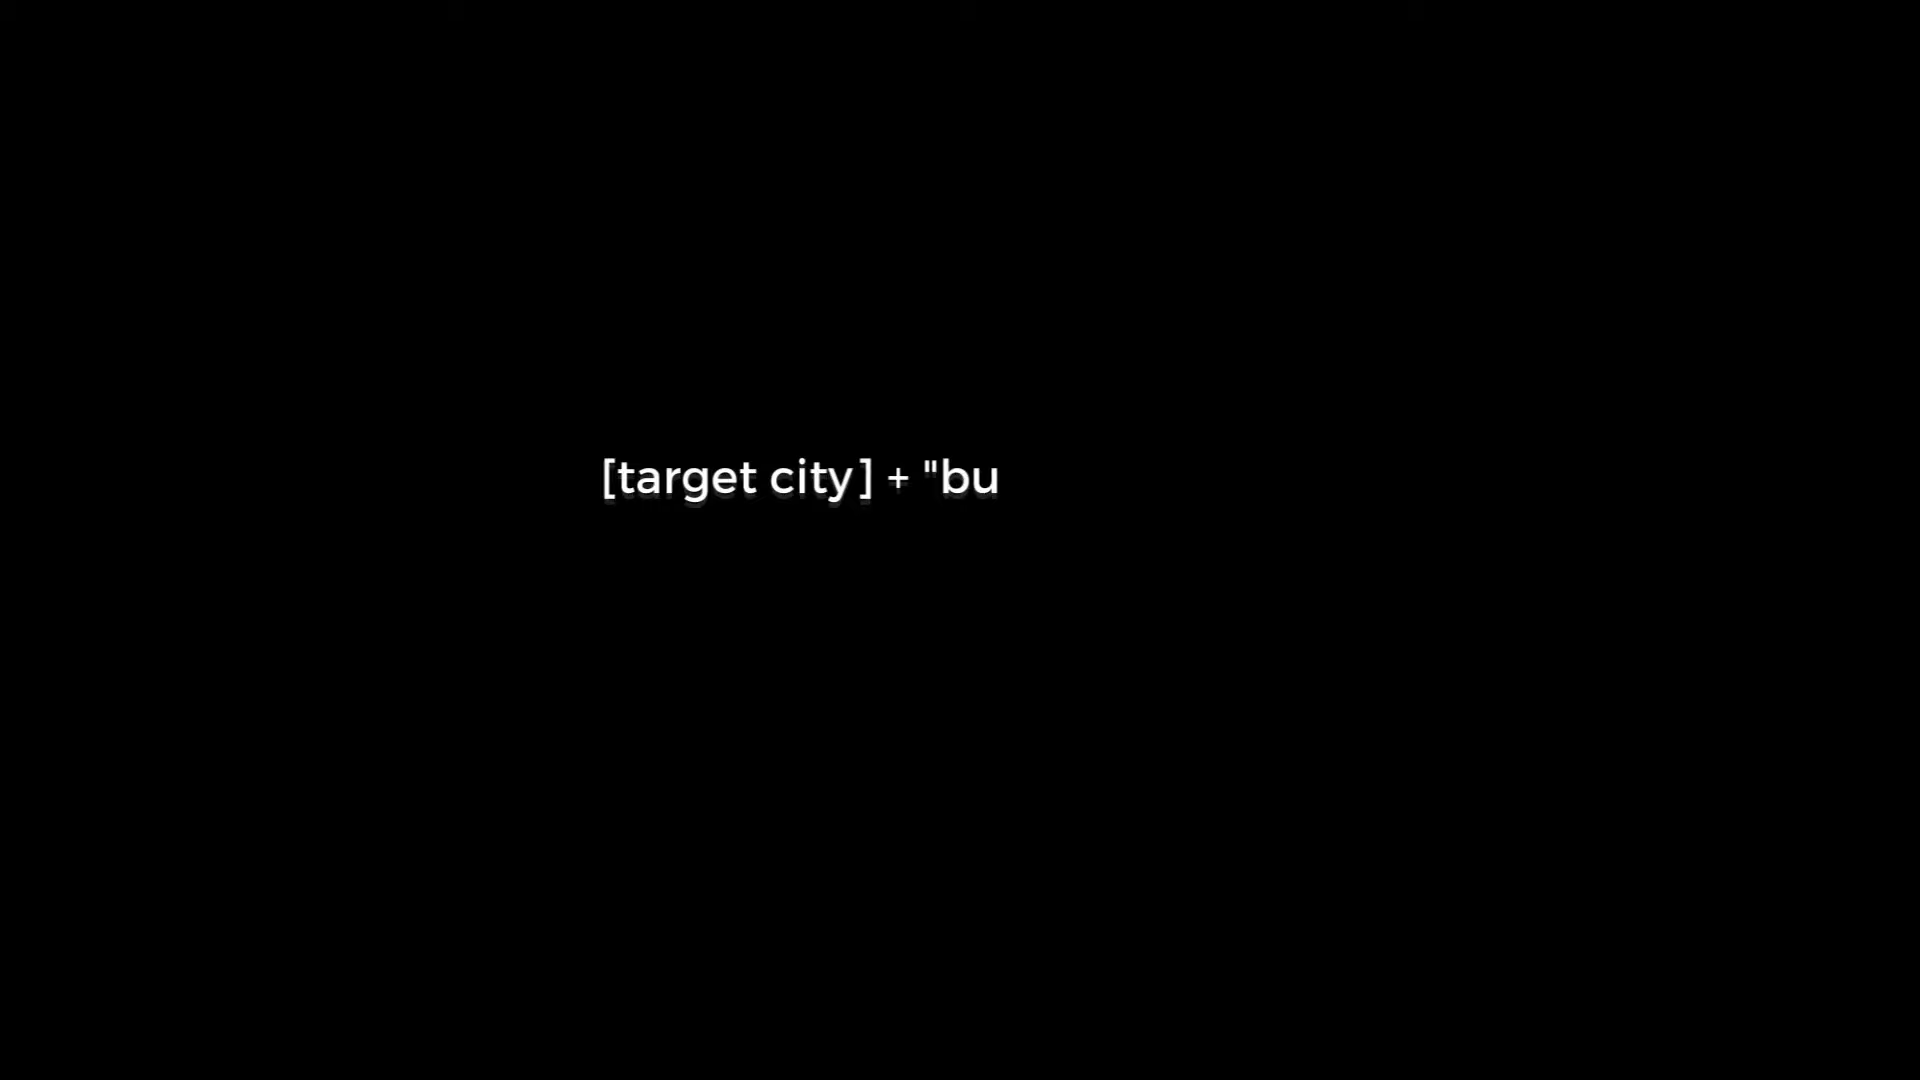 [target city] + "bu